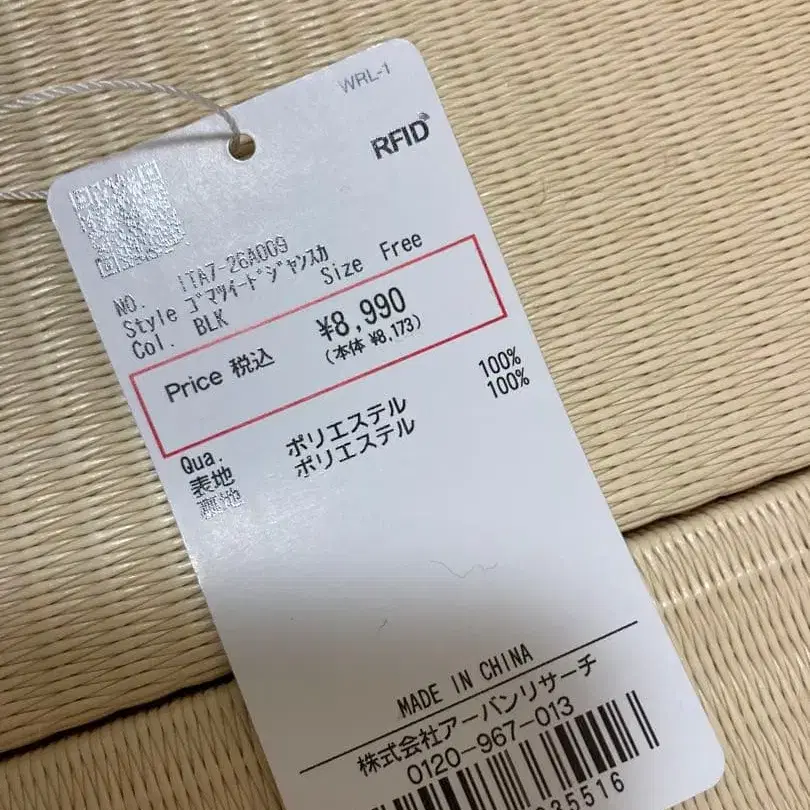 WRL-1
RFID
NO. ITA7-26A009
Style ｺﾞﾏﾂｲｰﾄﾞｼﾞｬﾝｽｶ
Col. BLK Size Free
Price 税込 ¥8,990
(本体 ¥8,173)
Qua.
表地 ポリエステル 100%
裏地 ポリエステル 100%
MADE IN CHINA
株式会社アーバンリサーチ
0120-967-013
35516